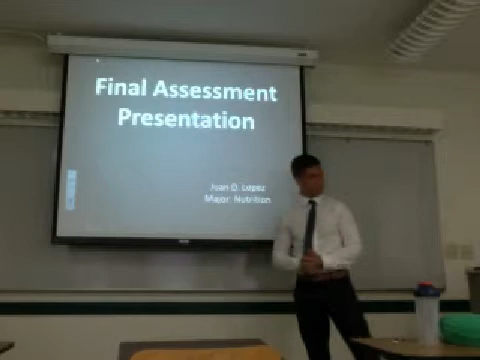 Final Assessment
Presentation
Juan D. Lopez
Major: Nutrition